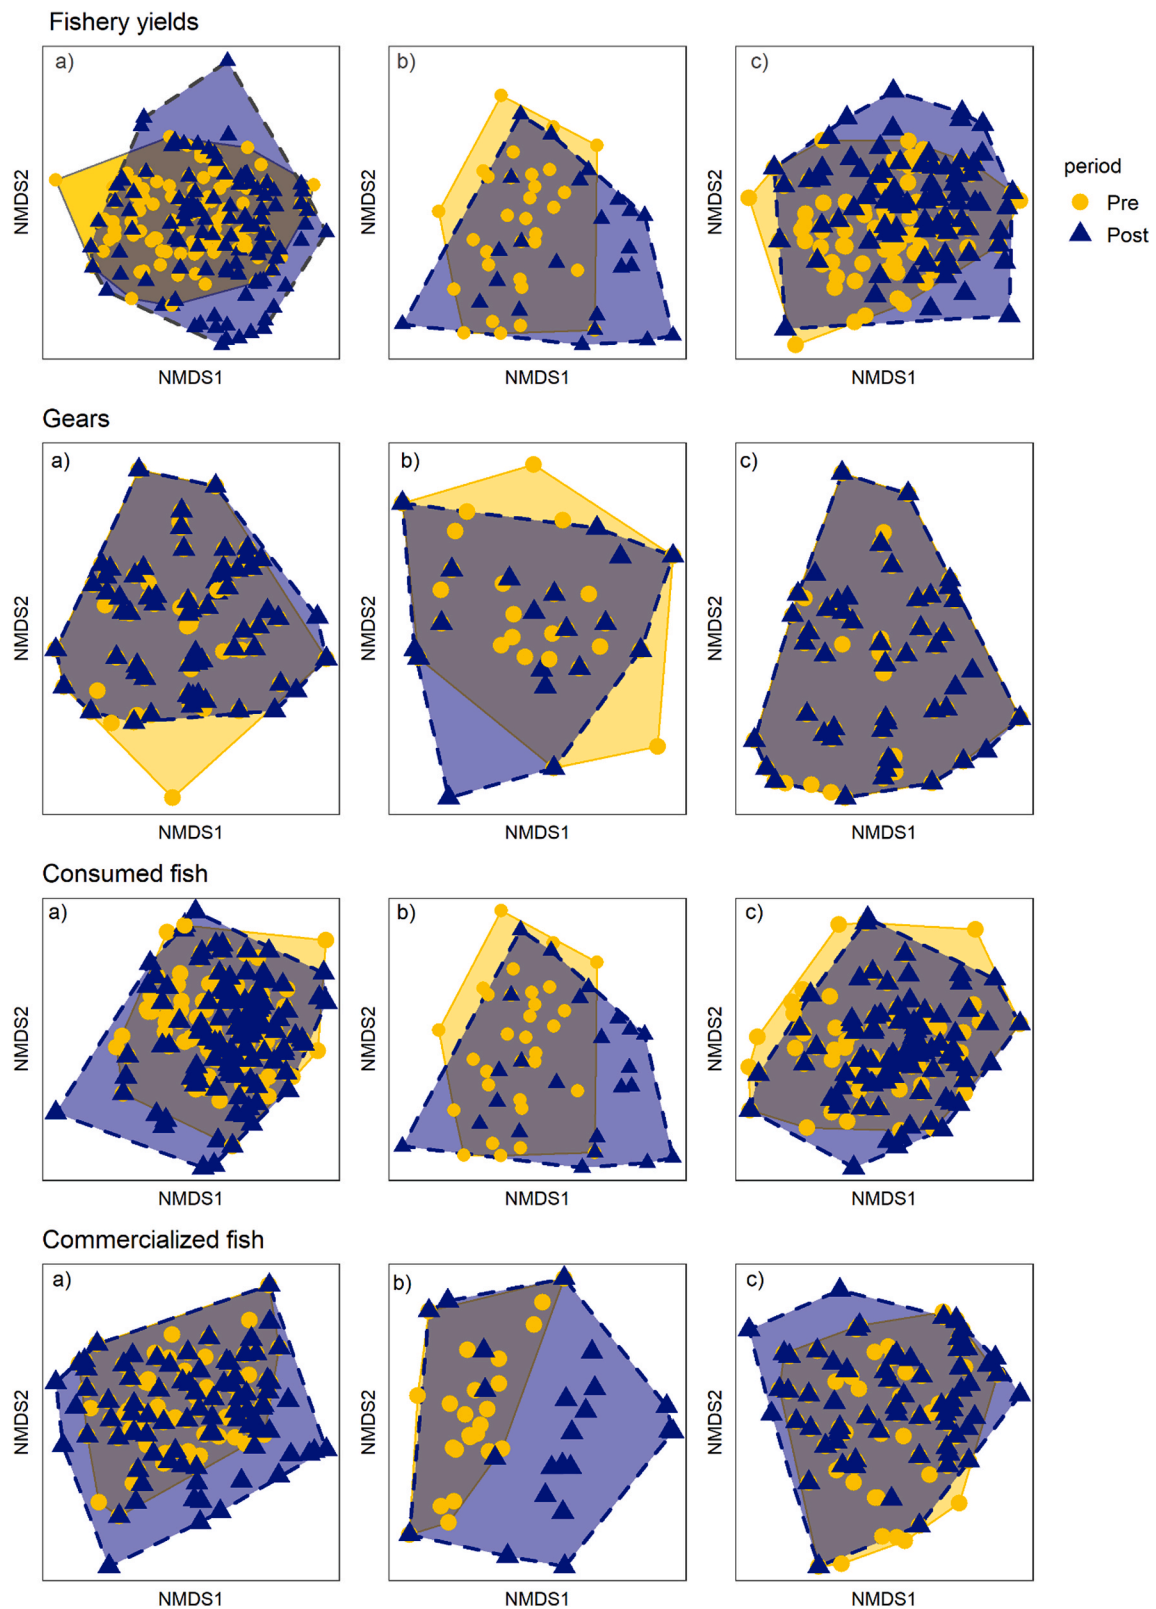 Fishery yields
a)
b)
c)
NMDS2
NMDS2
NMDS2
NMDS1
NMDS1
NMDS1
period
Pre
Post
Gears
a)
b)
c)
NMDS2
NMDS2
NMDS2
NMDS1
NMDS1
NMDS1
Consumed fish
a)
b)
c)
NMDS2
NMDS2
NMDS2
NMDS1
NMDS1
NMDS1
Commercialized fish
a)
b)
c)
NMDS2
NMDS2
NMDS2
NMDS1
NMDS1
NMDS1